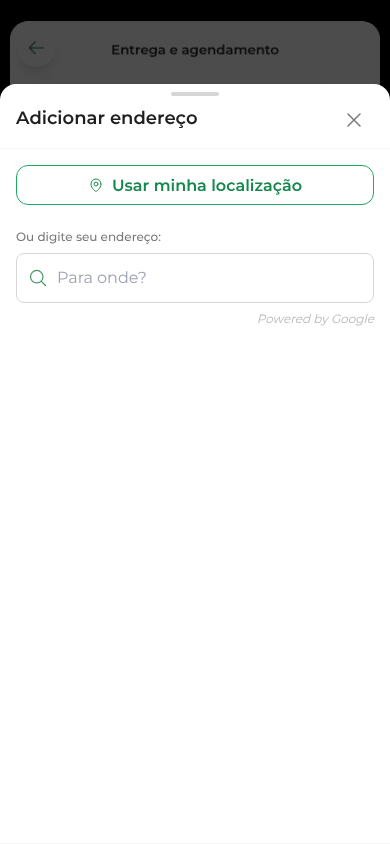 Entrega e agendamento
Adicionar endereço
Usar minha localização
Ou digite seu endereço:
Para onde?
Powered by Google